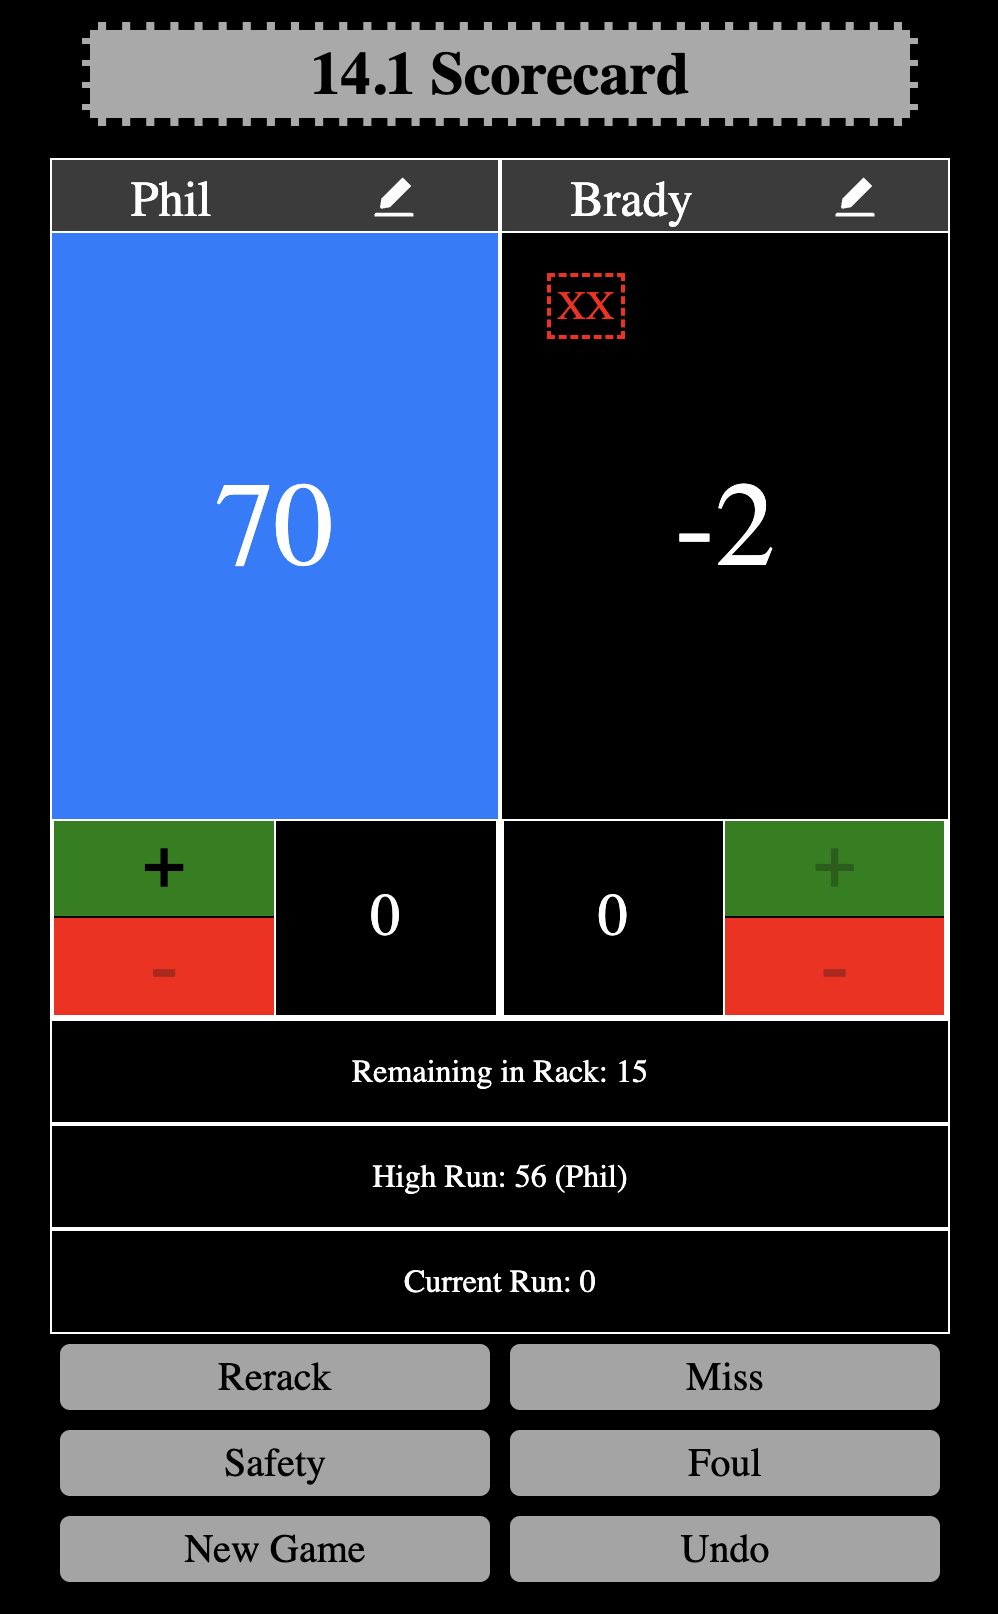 14.1 Scorecard
Phil Brady
XX
70 -2
+ 0 0 +
- -
Remaining in Rack: 15
High Run: 56 (Phil)
Current Run: 0
Rerack Miss
Safety Foul
New Game Undo